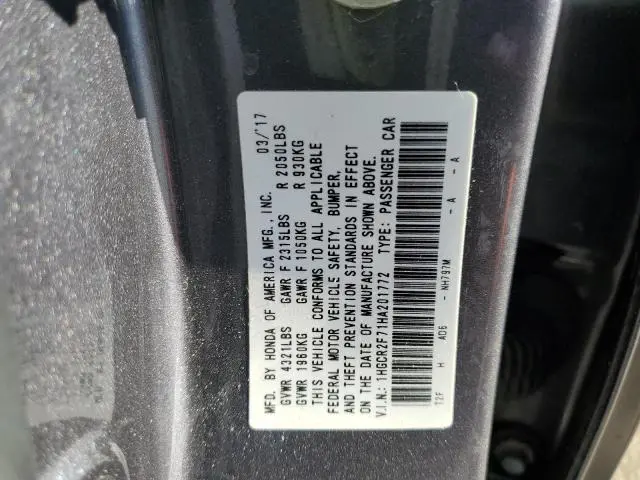 MFD. BY HONDA OF AMERICA MFG., INC. 03/'17
GVWR 4321LBS GAWR F 2315LBS R 2050LBS
GVWR 1960KG GAWR F 1050KG R 930KG
THIS VEHICLE CONFORMS TO ALL APPLICABLE
FEDERAL MOTOR VEHICLE SAFETY, BUMPER,
AND THEFT PREVENTION STANDARDS IN EFFECT
ON THE DATE OF MANUFACTURE SHOWN ABOVE.
V.I.N.: 1HGCR2F71HA201772 TYPE: PASSENGER CAR
T2F H A06 - NH797M - A - A